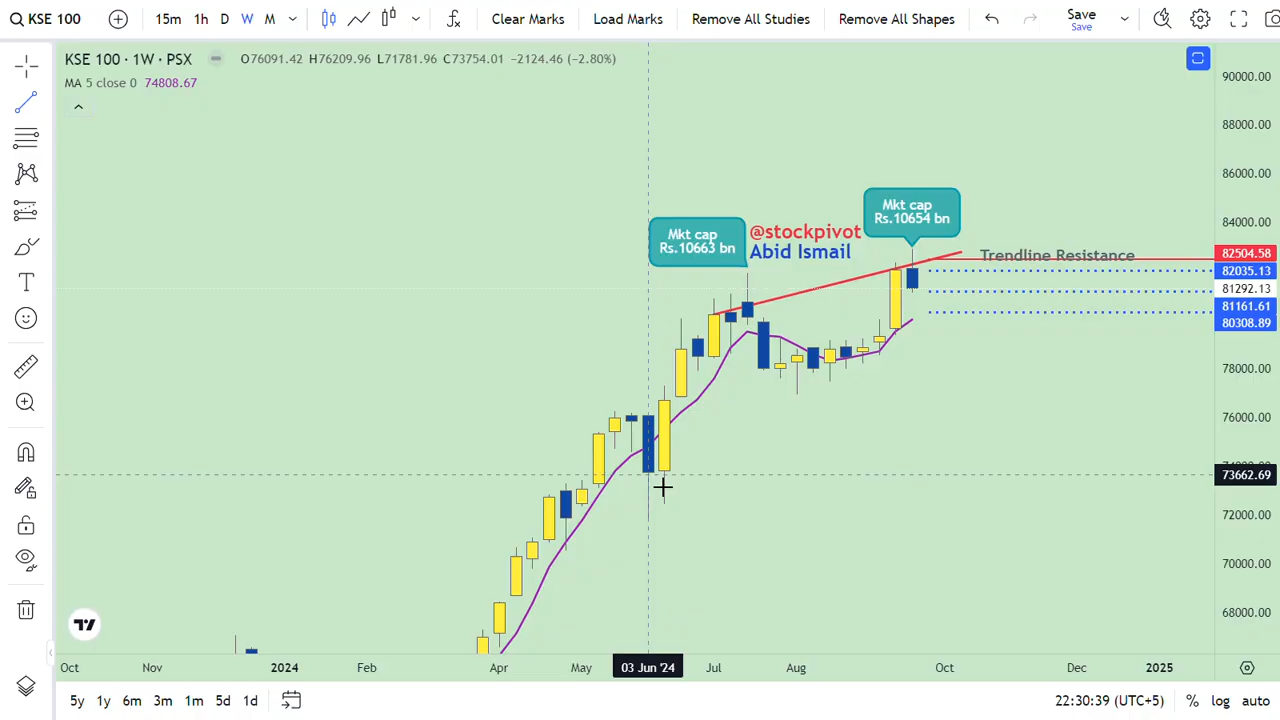 KSE 100
15m 1h D W M
Clear Marks
Load Marks
Remove All Studies
Remove All Shapes
Save
Save
KSE 100 · 1W · PSX
O76091.42 H76209.96 L71781.96 C73754.01 −2124.46 (−2.80%)
MA 5 close 0 74808.67
90000.00
88000.00
86000.00
84000.00
Mkt cap
Rs.10654 bn
Mkt cap
Rs.10663 bn
@stockpivot
Abid Ismail
Trendline Resistance
82504.58
82035.13
81292.13
81161.61
80308.89
78000.00
76000.00
73662.69
72000.00
70000.00
68000.00
Oct Nov 2024 Feb Apr May 03 Jun '24 Jul Aug Oct Dec 2025
5y 1y 6m 3m 1m 5d 1d
22:30:39 (UTC+5) % log auto